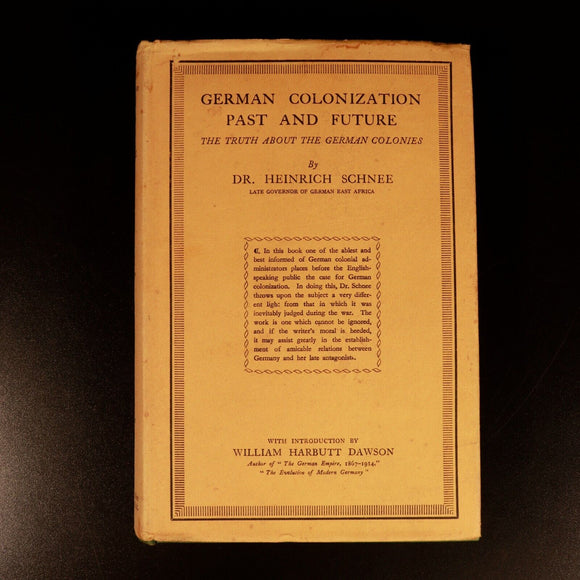 GERMAN COLONIZATION
PAST AND FUTURE
THE TRUTH ABOUT THE GERMAN COLONIES
By
DR. HEINRICH SCHNEE
LATE GOVERNOR OF GERMAN EAST AFRICA
⁋ In this book one of the ablest and
best informed of German colonial ad-
ministrators places before the English-
speaking public the case for German
colonization. In doing this, Dr. Schnee
throws upon the subject a very differ-
ent light from that in which it was
inevitably judged during the war. The
work is one which cannot be ignored,
and if the writer's moral is heeded,
it may assist greatly in the establish-
ment of amicable relations between
Germany and her late antagonists.
WITH INTRODUCTION BY
WILLIAM HARBUTT DAWSON
Author of "The German Empire, 1867-1914,"
"The Evolution of Modern Germany"